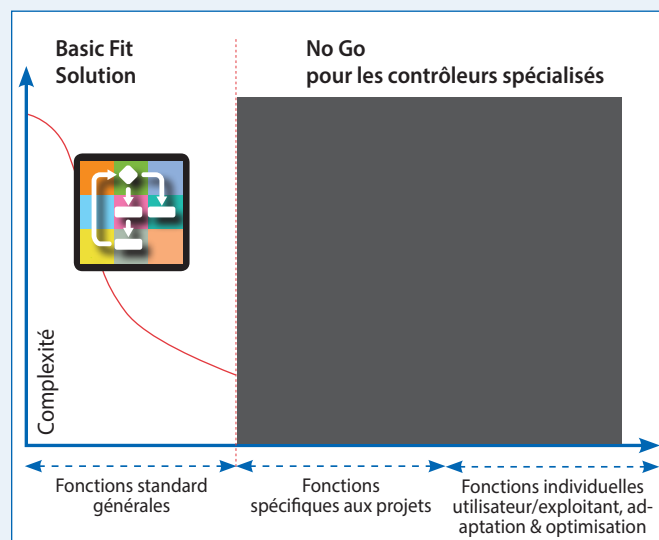 Basic Fit
Solution
No Go
pour les contrôleurs spécialisés
Complexité
Fonctions standard
générales
Fonctions
spécifiques aux projets
Fonctions individuelles
utilisateur/exploitant, ad-
aptation & optimisation